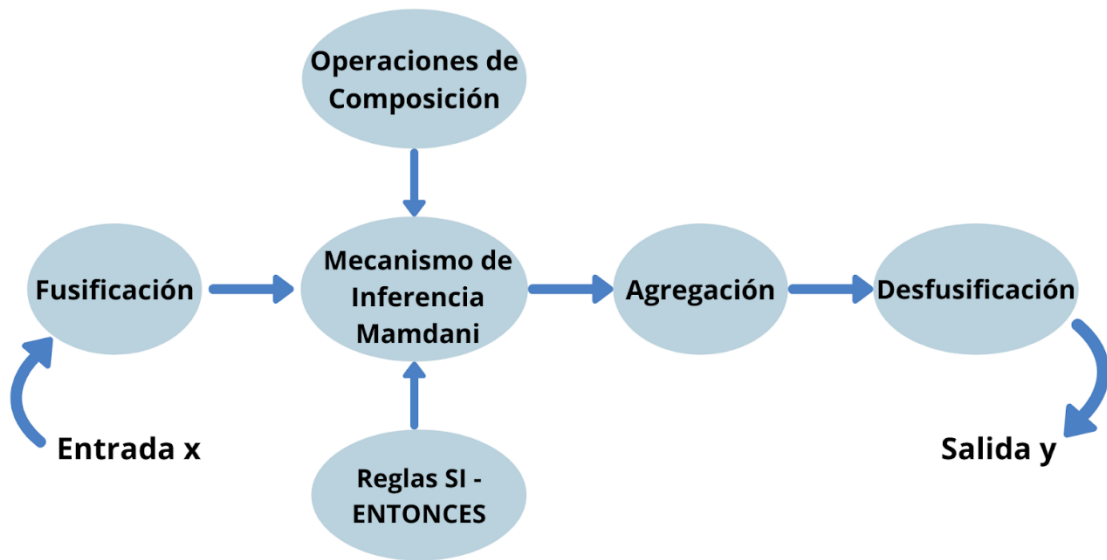 Operaciones de
Composición
Fusificación
Mecanismo de
Inferencia
Mamdani
Agregación
Desfusificación
Entrada x
Salida y
Reglas SI -
ENTONCES